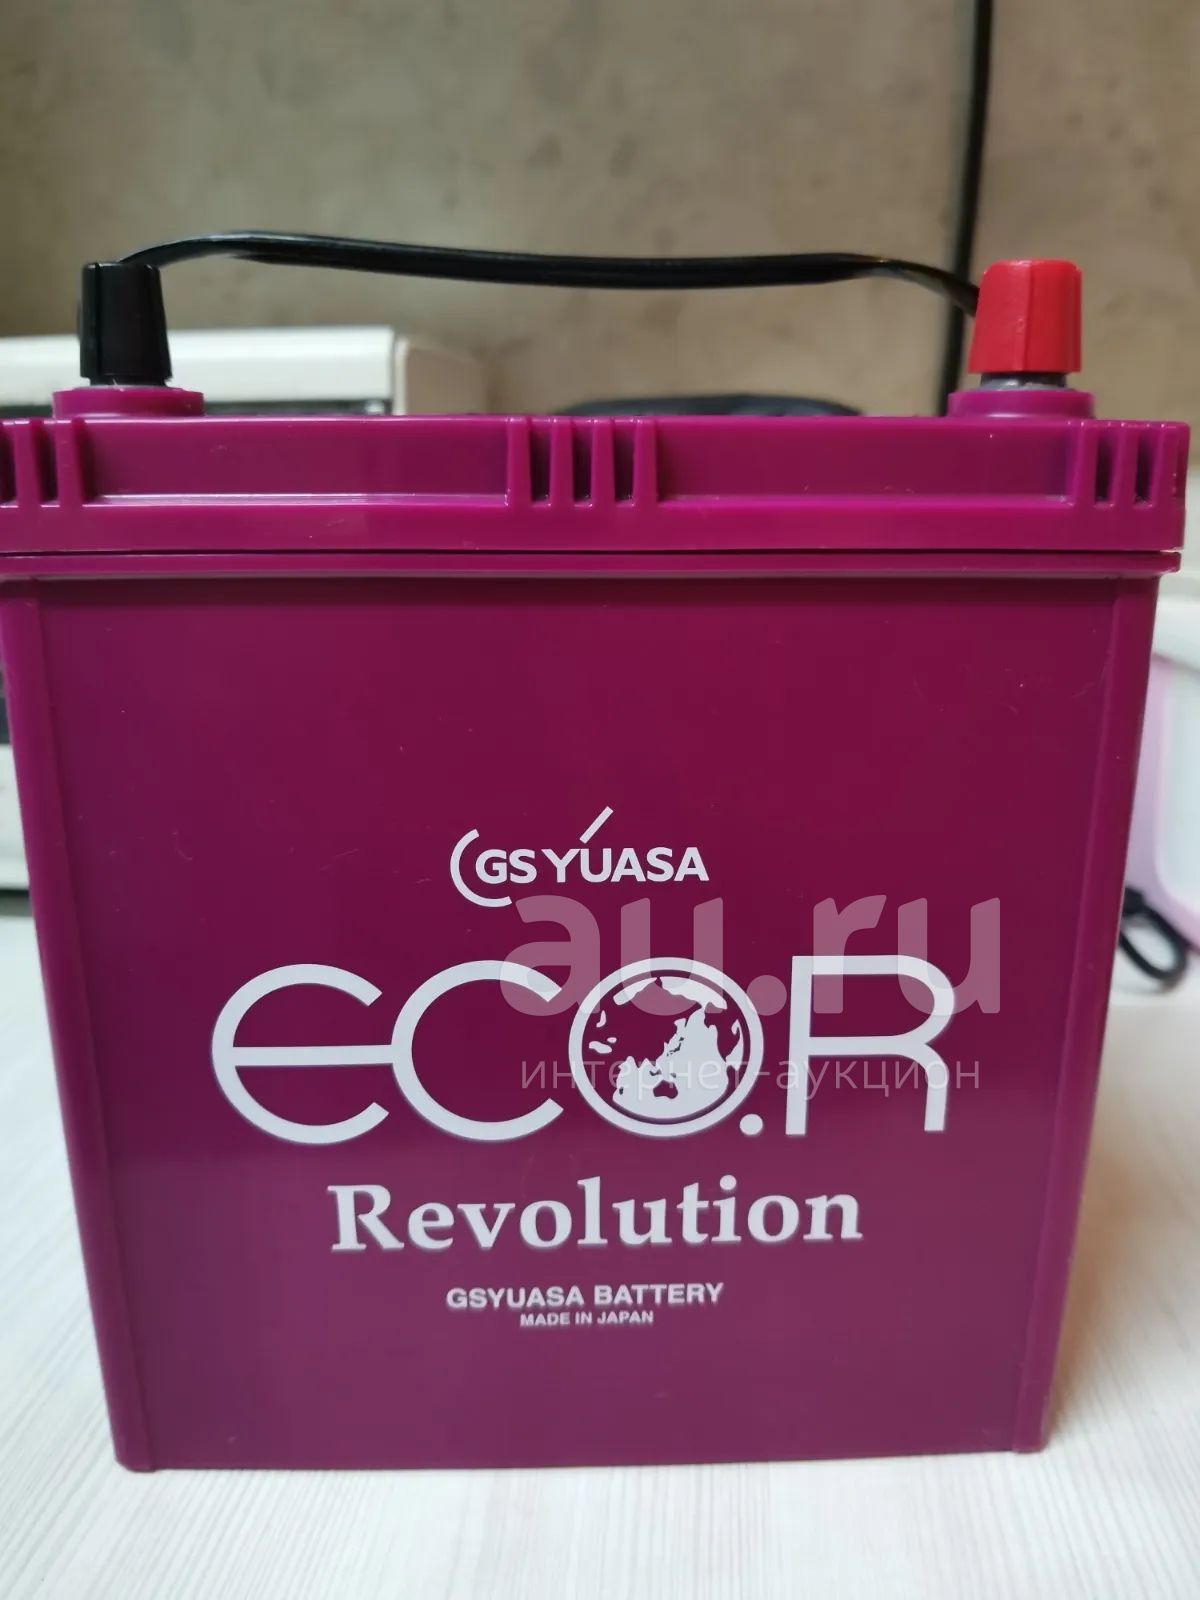 GS YUASA
au.ru
ECO.R
интернет-аукцион
Revolution
GSYUASA BATTERY
MADE IN JAPAN